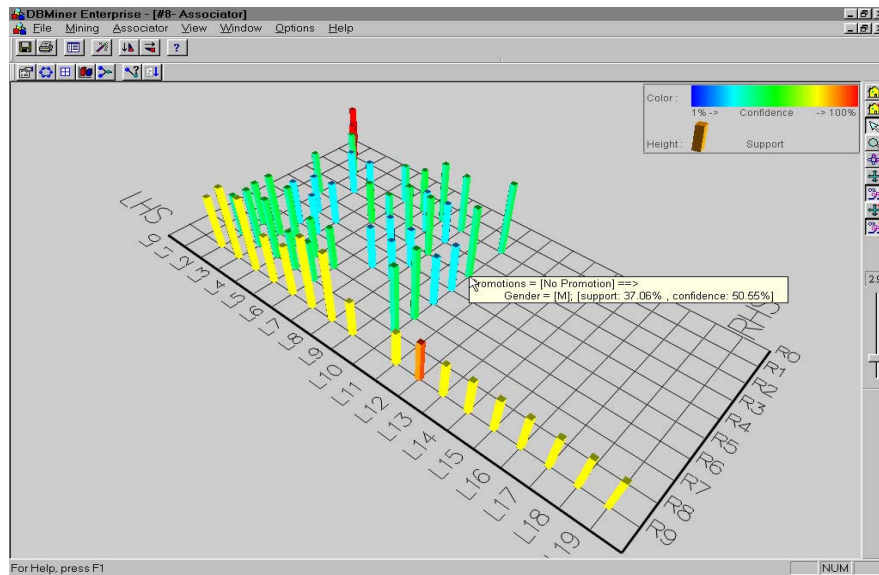 DBMiner Enterprise - [#8- Associator]
File Mining Associator View Window Options Help
Color : 1% -> Confidence -> 100%
Height : Support
LHS
L1
L2
L3
L4
L5
L6
L7
L8
L9
L10
L11
L12
L13
L14
L15
L16
L17
L18
L19
Promotions = [No Promotion] ==>
Gender = [M]; [support: 37.06% , confidence: 50.55%]
RHS
R0
R1
R2
R3
R4
R5
R6
R7
R8
R9
For Help, press F1
NUM